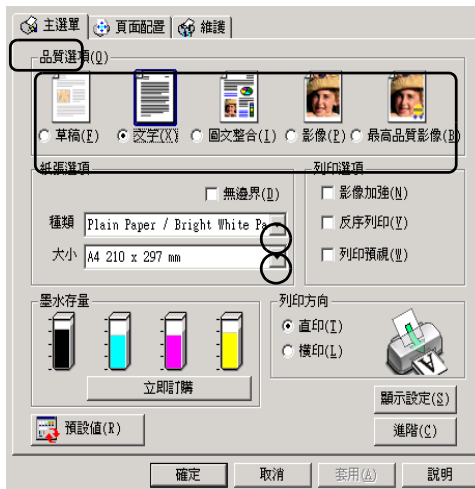 主選單 頁面配置 維護
品質選項(Q)
草稿(F) 文字(X) 圖文整合(I) 影像(P) 最高品質影像(B)
紙張選項
無邊界(D)
種類 Plain Paper / Bright White Pa
大小 A4 210 x 297 mm
列印選項
影像加強(N)
反序列印(Y)
列印預視(W)
墨水存量
立即訂購
列印方向
直印(T)
橫印(L)
顯示設定(S)
預設值(R) 進階(C)
確定 取消 套用(A) 說明